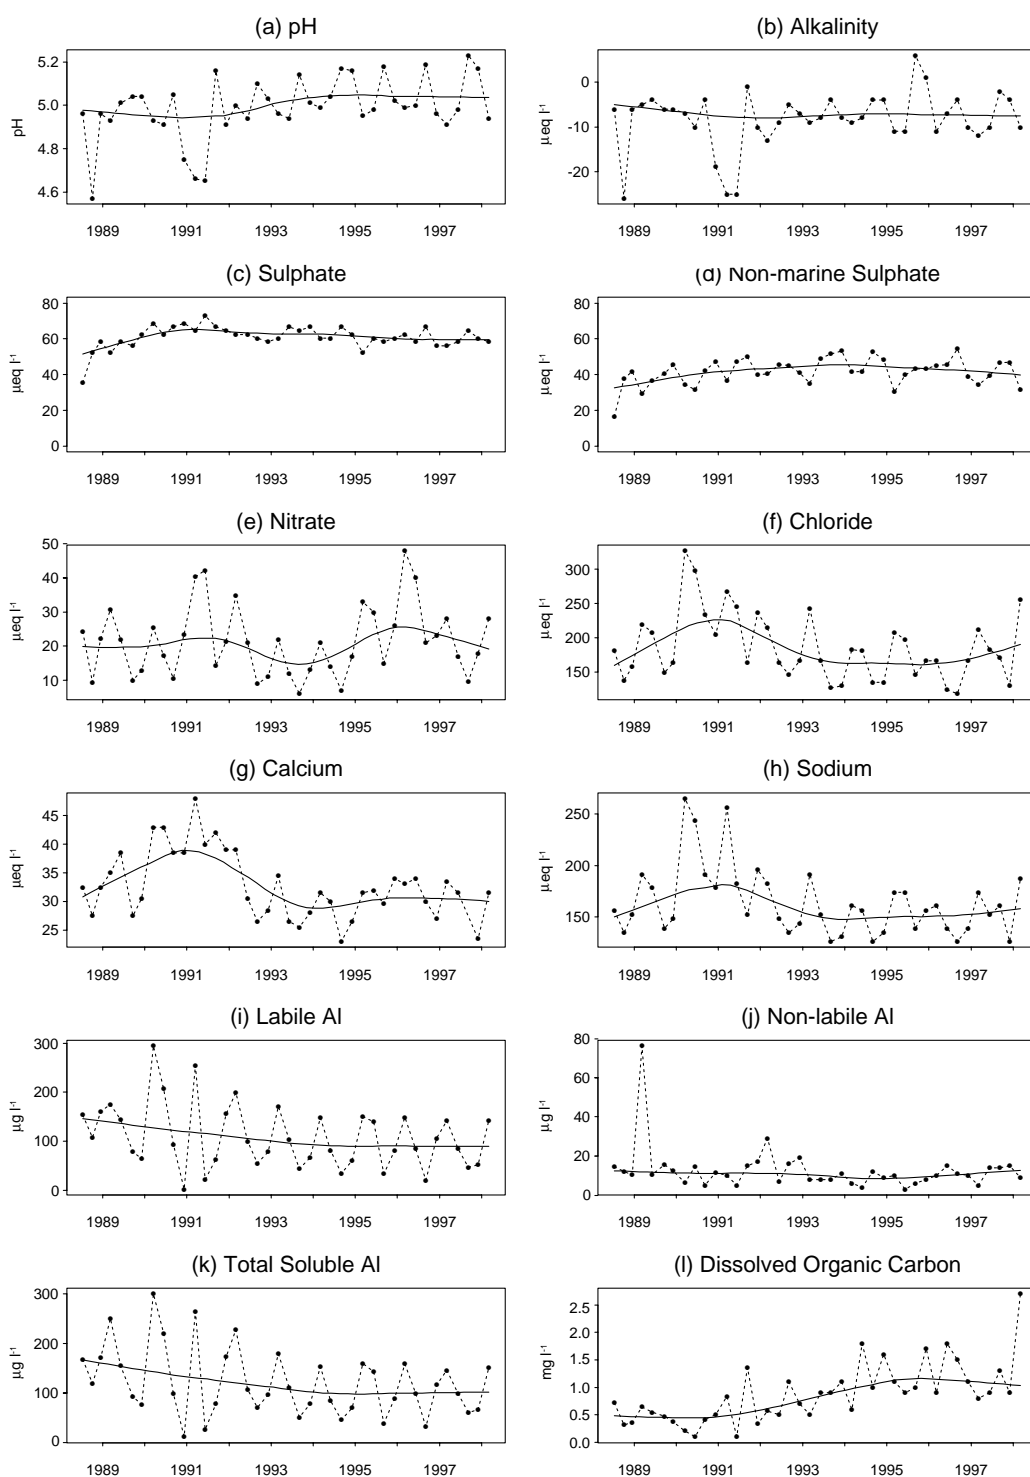 (a) pH
(b) Alkalinity
5.2
5.0
4.8
4.6
pH
0
-10
-20
µeq l-1
1989 1991 1993 1995 1997
1989 1991 1993 1995 1997
(c) Sulphate
(d) Non-marine Sulphate
80
60
40
20
0
µeq l-1
80
60
40
20
0
µeq l-1
1989 1991 1993 1995 1997
1989 1991 1993 1995 1997
(e) Nitrate
(f) Chloride
50
40
30
20
10
µeq l-1
300
250
200
150
µeq l-1
1989 1991 1993 1995 1997
1989 1991 1993 1995 1997
(g) Calcium
(h) Sodium
45
40
35
30
25
µeq l-1
250
200
150
µeq l-1
1989 1991 1993 1995 1997
1989 1991 1993 1995 1997
(i) Labile Al
(j) Non-labile Al
300
200
100
0
µg l-1
80
60
40
20
0
µg l-1
1989 1991 1993 1995 1997
1989 1991 1993 1995 1997
(k) Total Soluble Al
(l) Dissolved Organic Carbon
300
200
100
0
µg l-1
2.5
2.0
1.5
1.0
0.5
0.0
mg l-1
1989 1991 1993 1995 1997
1989 1991 1993 1995 1997